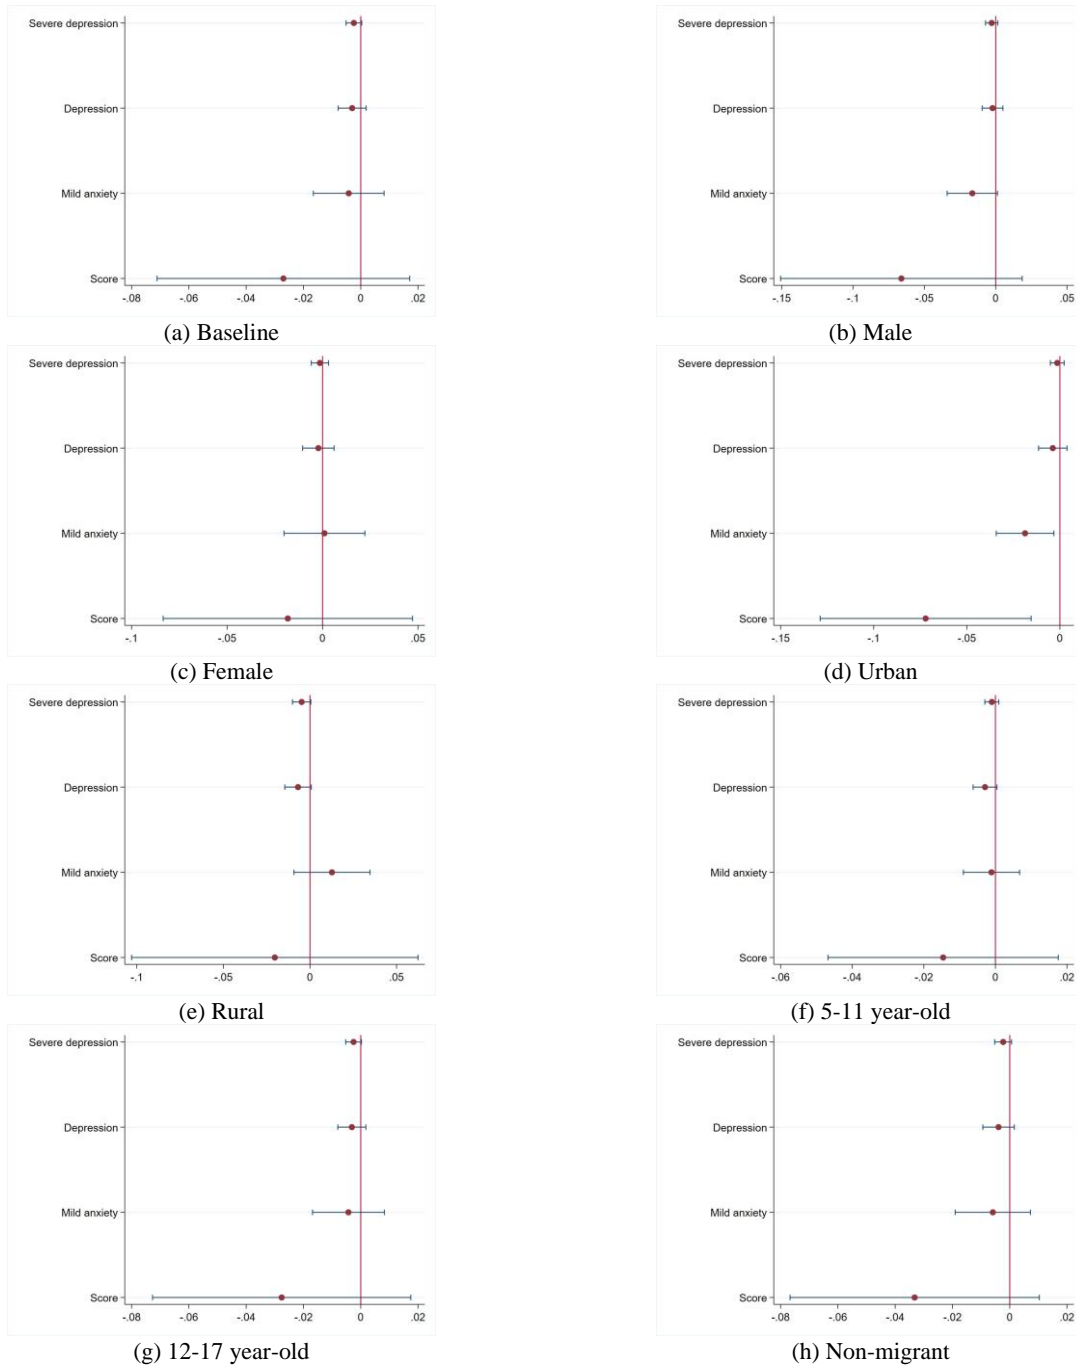 Severe depression
Depression
Mild anxiety
Score
-.08 -.06 -.04 -.02 0 .02
(a) Baseline
Severe depression
Depression
Mild anxiety
Score
-.15 -.1 -.05 0 .05
(b) Male
Severe depression
Depression
Mild anxiety
Score
-.1 -.05 0 .05
(c) Female
Severe depression
Depression
Mild anxiety
Score
-.15 -.1 -.05 0
(d) Urban
Severe depression
Depression
Mild anxiety
Score
-.1 -.05 0 .05
(e) Rural
Severe depression
Depression
Mild anxiety
Score
-.06 -.04 -.02 0 .02
(f) 5-11 year-old
Severe depression
Depression
Mild anxiety
Score
-.08 -.06 -.04 -.02 0 .02
(g) 12-17 year-old
Severe depression
Depression
Mild anxiety
Score
-.08 -.06 -.04 -.02 0 .02
(h) Non-migrant